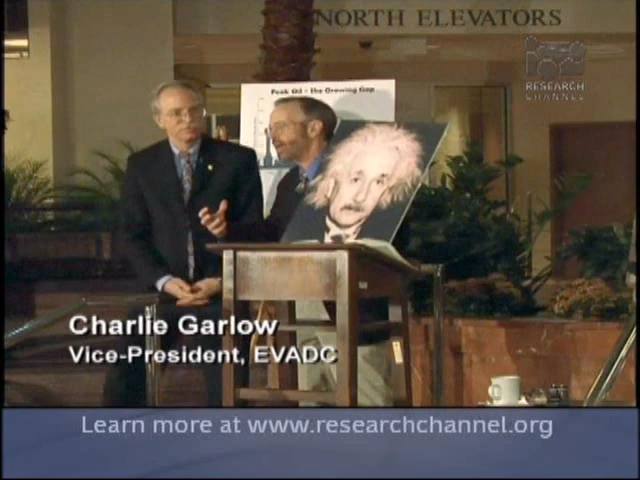 NORTH ELEVATORS
RESEARCH
CHANNEL
Peak Oil - the Growing Gap
Charlie Garlow
Vice-President, EVADC
Learn more at www.researchchannel.org